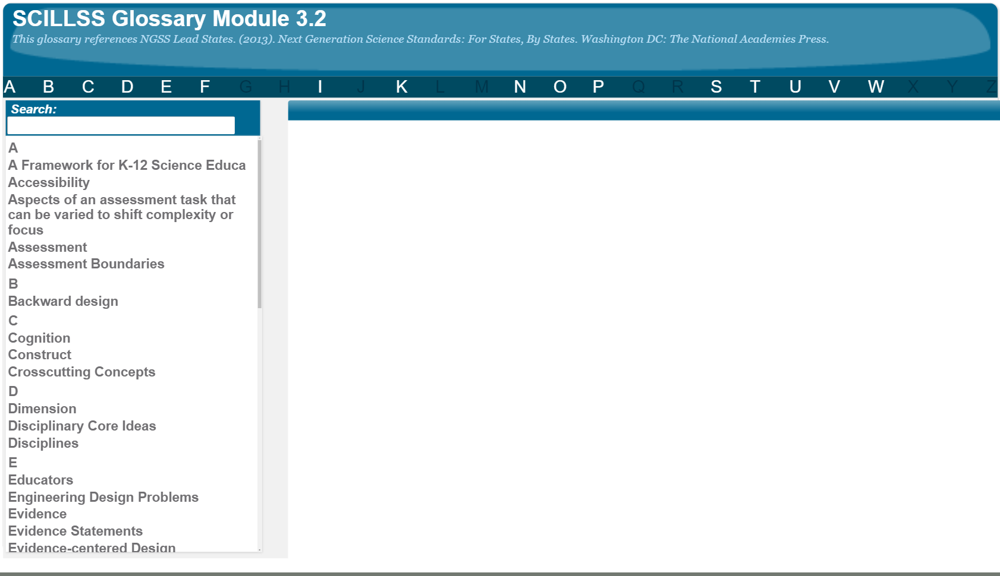 SCILLSS Glossary Module 3.2
This glossary references NGSS Lead States. (2013). Next Generation Science Standards: For States, By States. Washington DC: The National Academies Press.
A B C D E F G H I J K L M N O P Q R S T U V W X Y Z
Search:
A
A Framework for K-12 Science Educa
Accessibility
Aspects of an assessment task that
can be varied to shift complexity or
focus
Assessment
Assessment Boundaries
B
Backward design
C
Cognition
Construct
Crosscutting Concepts
D
Dimension
Disciplinary Core Ideas
Disciplines
E
Educators
Engineering Design Problems
Evidence
Evidence Statements
Evidence-centered Design